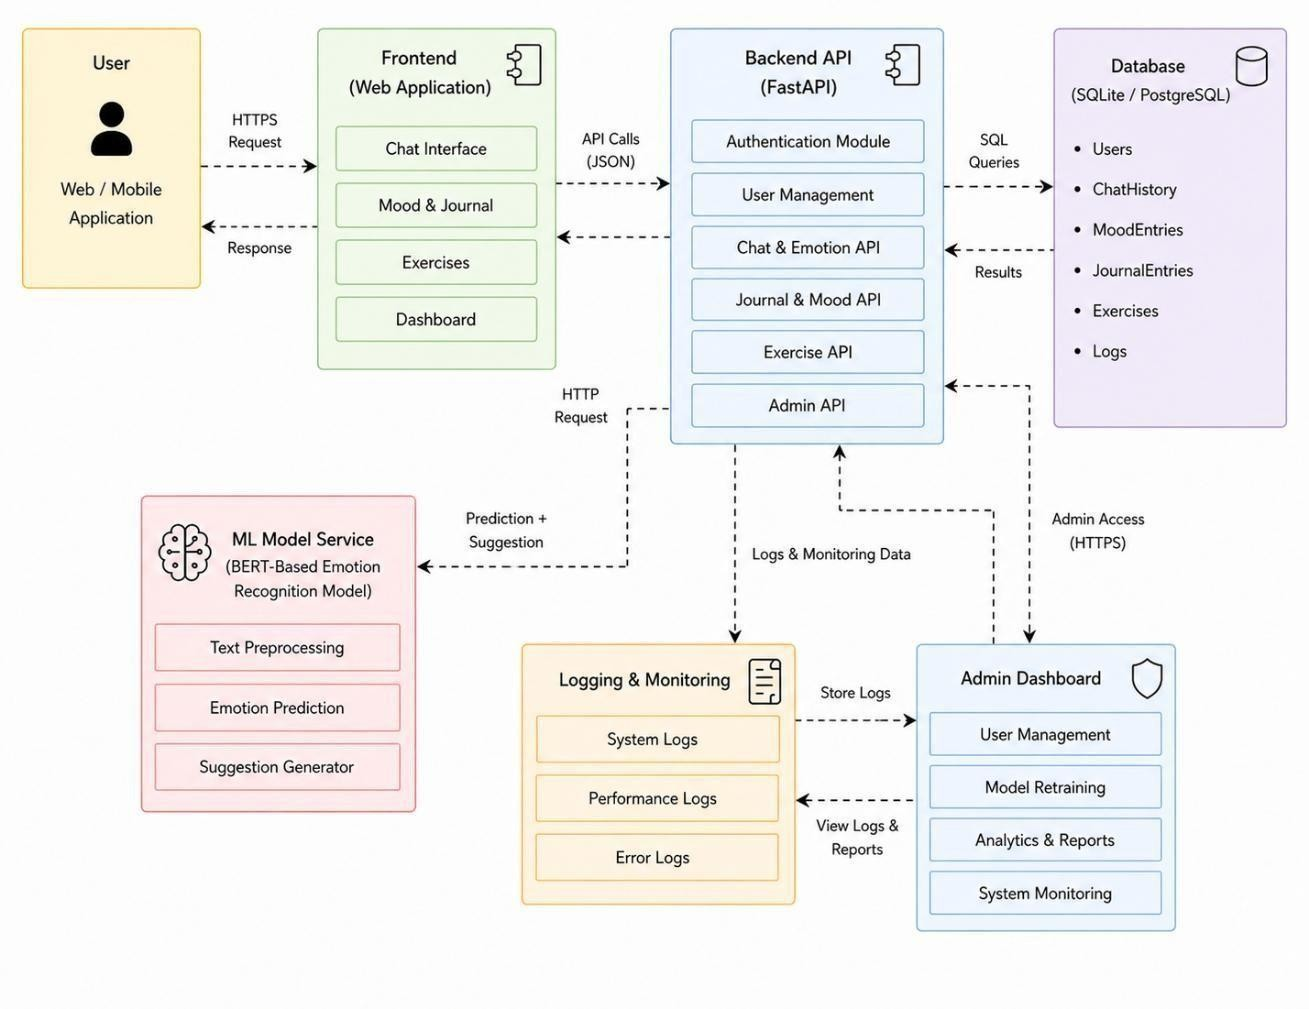 User
Web / Mobile
Application
HTTPS
Request
Response
Frontend
(Web Application)
Chat Interface
Mood & Journal
Exercises
Dashboard
API Calls
(JSON)
Backend API
(FastAPI)
Authentication Module
User Management
Chat & Emotion API
Journal & Mood API
Exercise API
Admin API
SQL
Queries
Results
Database
(SQLite / PostgreSQL)
• Users
• ChatHistory
• MoodEntries
• JournalEntries
• Exercises
• Logs
HTTP
Request
Prediction +
Suggestion
ML Model Service
(BERT-Based Emotion
Recognition Model)
Text Preprocessing
Emotion Prediction
Suggestion Generator
Logs & Monitoring Data
Admin Access
(HTTPS)
Logging & Monitoring
System Logs
Performance Logs
Error Logs
Store Logs
View Logs &
Reports
Admin Dashboard
User Management
Model Retraining
Analytics & Reports
System Monitoring